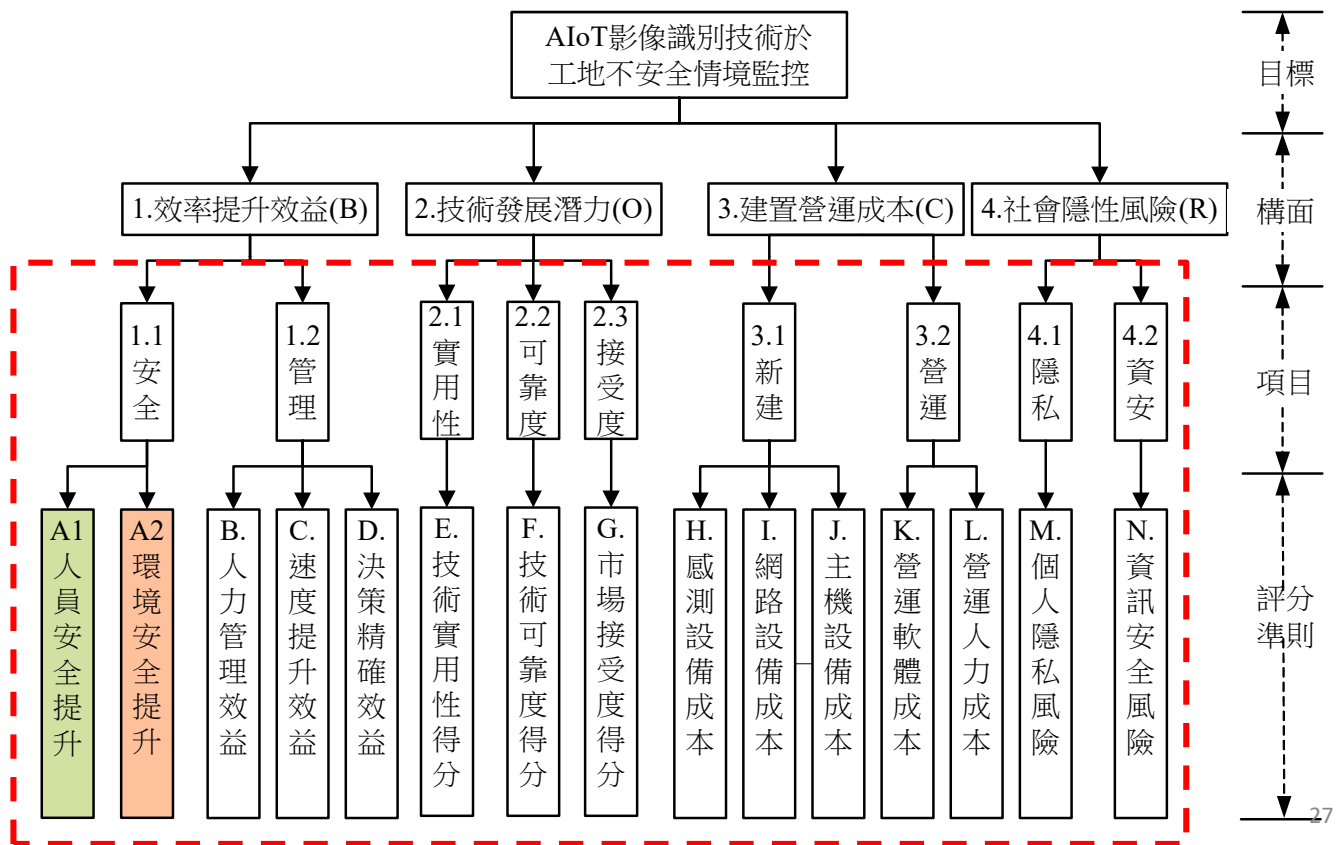 AIoT影像識別技術於
工地不安全情境監控
目標
1.效率提升效益(B)
2.技術發展潛力(O)
3.建置營運成本(C)
4.社會隱性風險(R)
構面
1.1安全
1.2管理
2.1實用性
2.2可靠度
2.3接受度
3.1新建
3.2營運
4.1隱私
4.2資安
項目
A1人員安全提升
A2環境安全提升
B.人力管理效益
C.速度提升效益
D.決策精確效益
E.技術實用性得分
F.技術可靠度得分
G.市場接受度得分
H.感測設備成本
I.網路設備成本
J.主機設備成本
K.營運軟體成本
L.營運人力成本
M.個人隱私風險
N.資訊安全風險
評分
準則
27